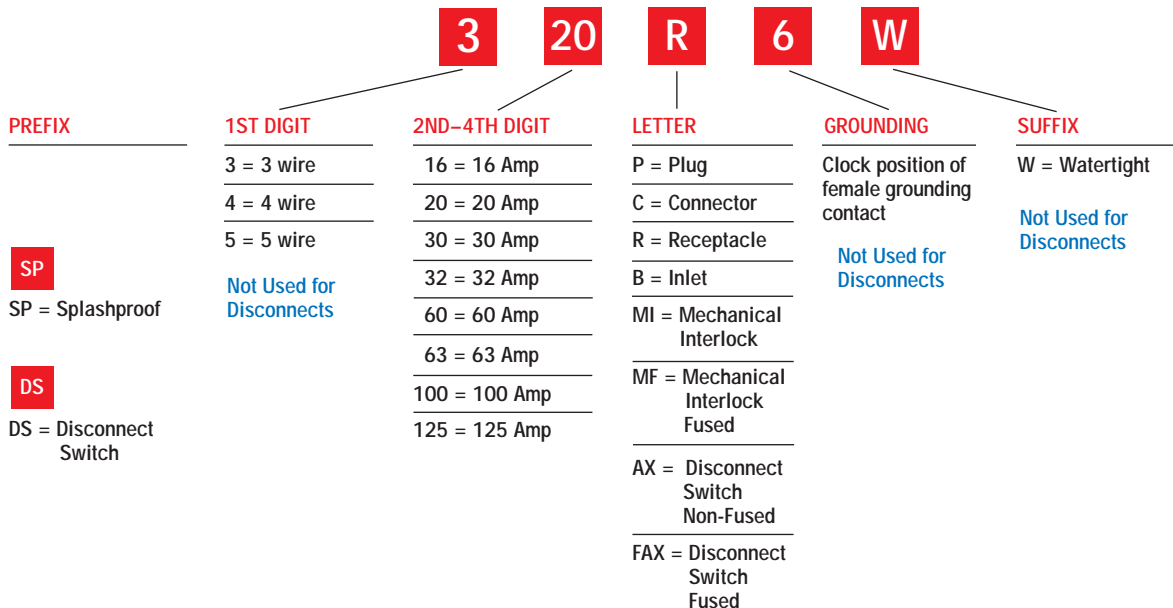 3 20 R 6 W
PREFIX
SP
SP = Splashproof
DS
DS = Disconnect
Switch
1ST DIGIT
3 = 3 wire
4 = 4 wire
5 = 5 wire
Not Used for
Disconnects
2ND–4TH DIGIT
16 = 16 Amp
20 = 20 Amp
30 = 30 Amp
32 = 32 Amp
60 = 60 Amp
63 = 63 Amp
100 = 100 Amp
125 = 125 Amp
LETTER
P = Plug
C = Connector
R = Receptacle
B = Inlet
MI = Mechanical
Interlock
MF = Mechanical
Interlock
Fused
AX = Disconnect
Switch
Non-Fused
FAX = Disconnect
Switch
Fused
GROUNDING
Clock position of
female grounding
contact
Not Used for
Disconnects
SUFFIX
W = Watertight
Not Used for
Disconnects